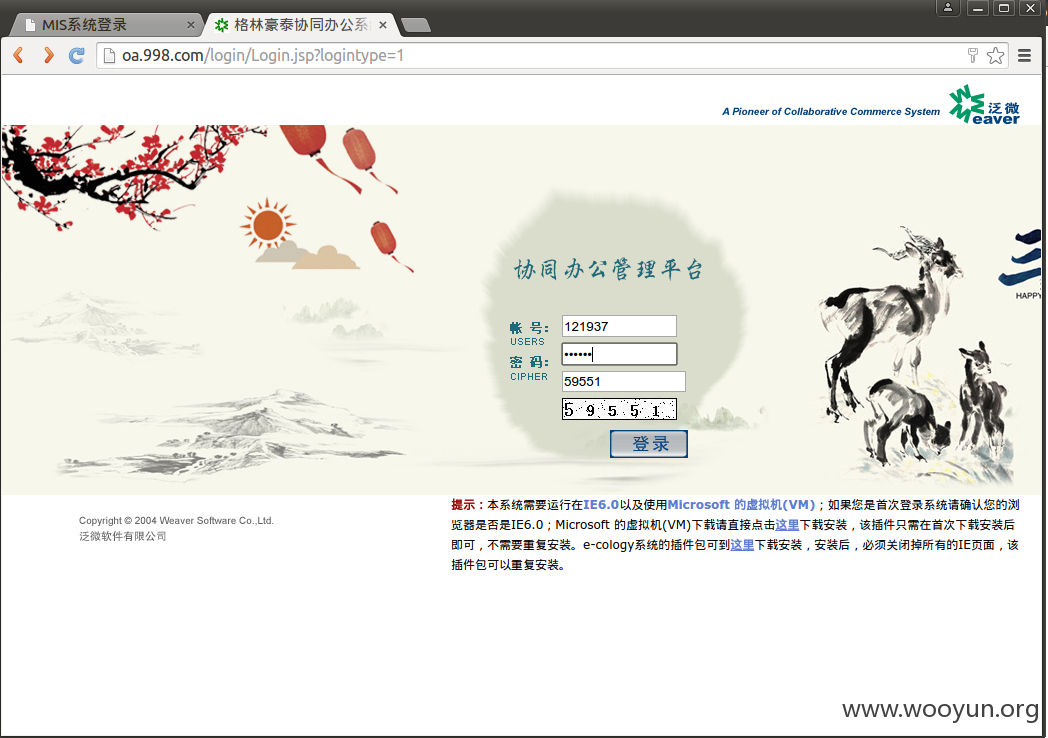 MIS系统登录
格林豪泰协同办公系
oa.998.com/login/Login.jsp?logintype=1
A Pioneer of Collaborative Commerce System
泛微
eaver
协同办公管理平台
HAPPY
帐 号:
121937
USERS
密 码:
••••••
CIPHER
59551
59551
登录
提示：本系统需要运行在IE6.0以及使用Microsoft 的虚拟机(VM)；如果您是首次登录系统请确认您的浏
览器是否是IE6.0；Microsoft 的虚拟机(VM)下载请直接点击这里下载安装，该插件只需在首次下载安装后
即可，不需要重复安装。e-cology系统的插件包可到这里下载安装，安装后，必须关闭掉所有的IE页面，该
插件包可以重复安装。
Copyright © 2004 Weaver Software Co.,Ltd.
泛微软件有限公司
www.wooyun.org